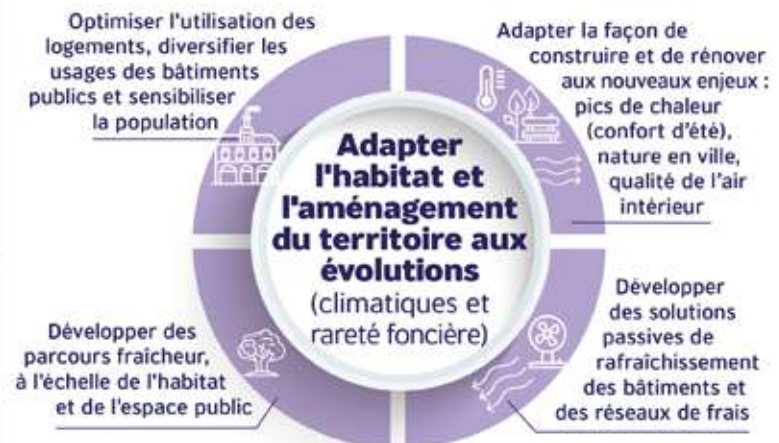 Optimiser l'utilisation des
logements, diversifier les
usages des bâtiments
publics et sensibiliser
la population
Adapter la façon de
construire et de rénover
aux nouveaux enjeux :
pics de chaleur
(confort d'été),
nature en ville,
qualité de l'air
intérieur
Adapter
l'habitat et
l'aménagement
du territoire aux
évolutions
(climatiques et
rareté foncière)
Développer des
parcours fraîcheur,
à l'échelle de l'habitat
et de l'espace public
Développer
des solutions
passives de
rafraîchissement
des bâtiments et
des réseaux de frais